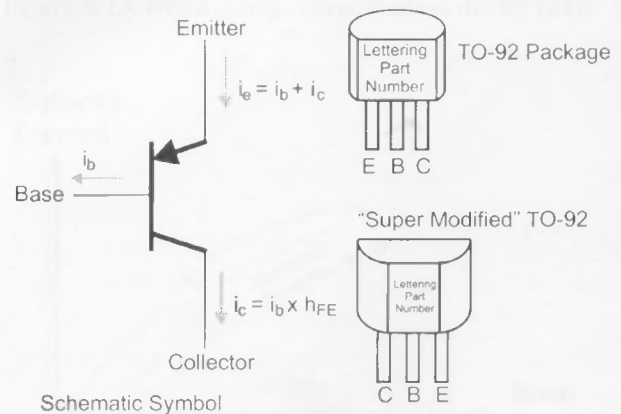 Emitter
i_e = i_b + i_c
i_b
Base
i_c = i_b x h_FE
Collector
Schematic Symbol
Lettering
Part
Number
TO-92 Package
E B C
"Super Modified" TO-92
Lettering
Part
Number
C B E